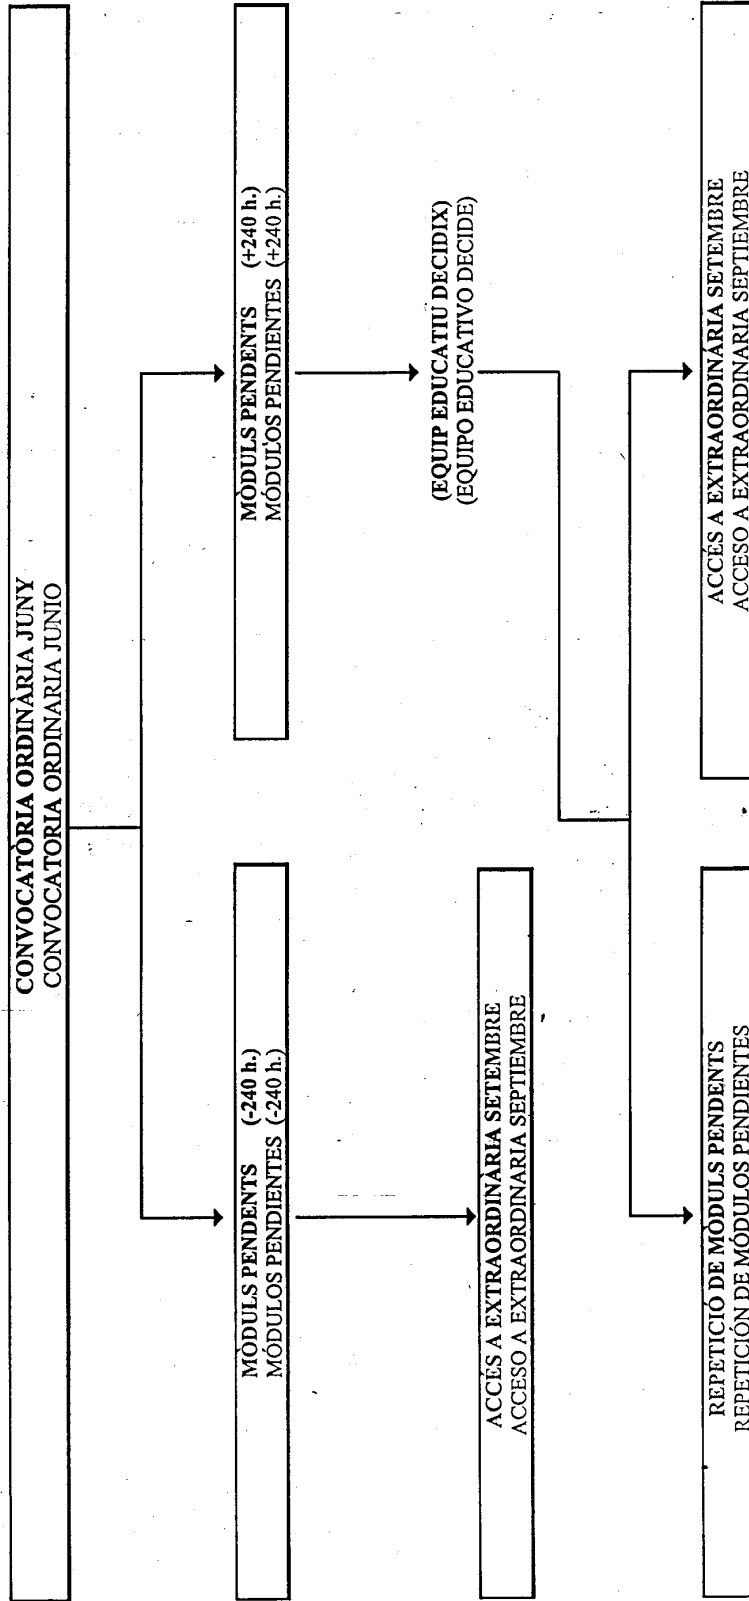 CONVOCATÒRIA ORDINÀRIA JUNY
CONVOCATORIA ORDINARIA JUNIO
MÒDULS PENDENTS (-240 h.)
MÓDULOS PENDIENTES (-240 h.)
MÒDULS PENDENTS (+240 h.)
MÓDULOS PENDIENTES (+240 h.)
(EQUIP EDUCATIU DECIDIX)
(EQUIPO EDUCATIVO DECIDE)
ACCÉS A EXTRAORDINÀRIA SETEMBRE
ACCESO A EXTRAORDINARIA SEPTIEMBRE
REPETICIÓ DE MÒDULS PENDENTS
REPETICIÓN DE MÓDULOS PENDIENTES
ACCÉS A EXTRAORDINÀRIA SETEMBRE
ACCESO A EXTRAORDINARIA SEPTIEMBRE